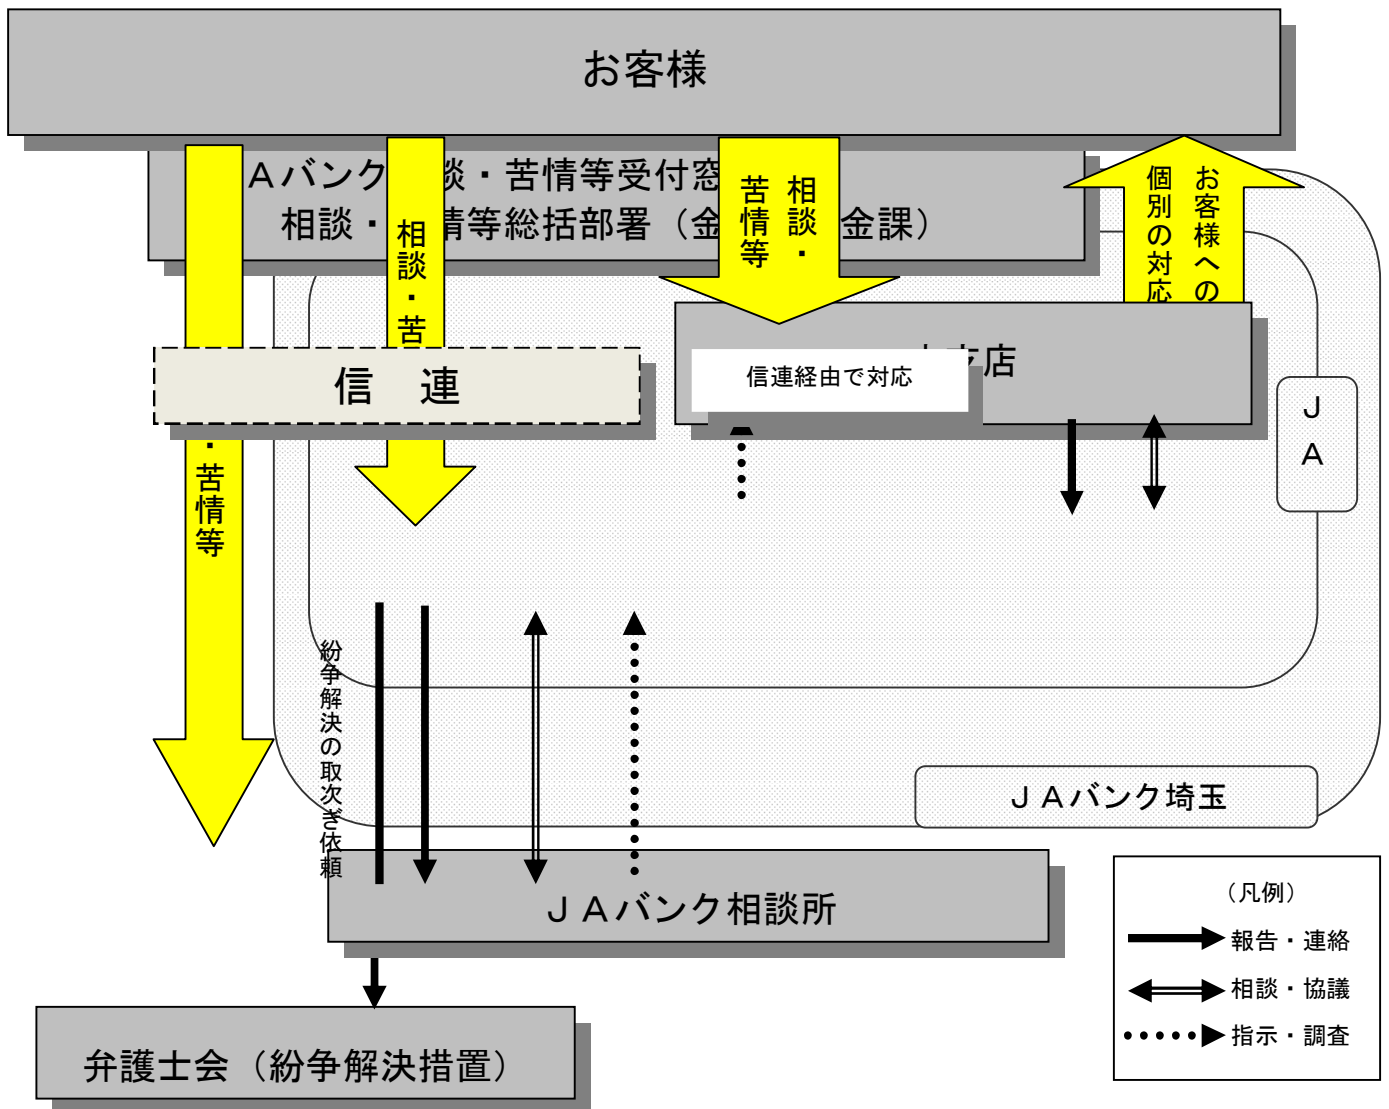 お客様
Ａバンク
談・苦情等受付窓
相談・
情等総括部署（金
金課）
相談・苦
相談・
苦情等
お客様への
個別の対応
信　連
店
信連経由で対応
ＪＡ
・苦情等
紛争解決の取次ぎ依頼
ＪＡバンク埼玉
ＪＡバンク相談所
弁護士会（紛争解決措置）
（凡例）
報告・連絡
相談・協議
指示・調査